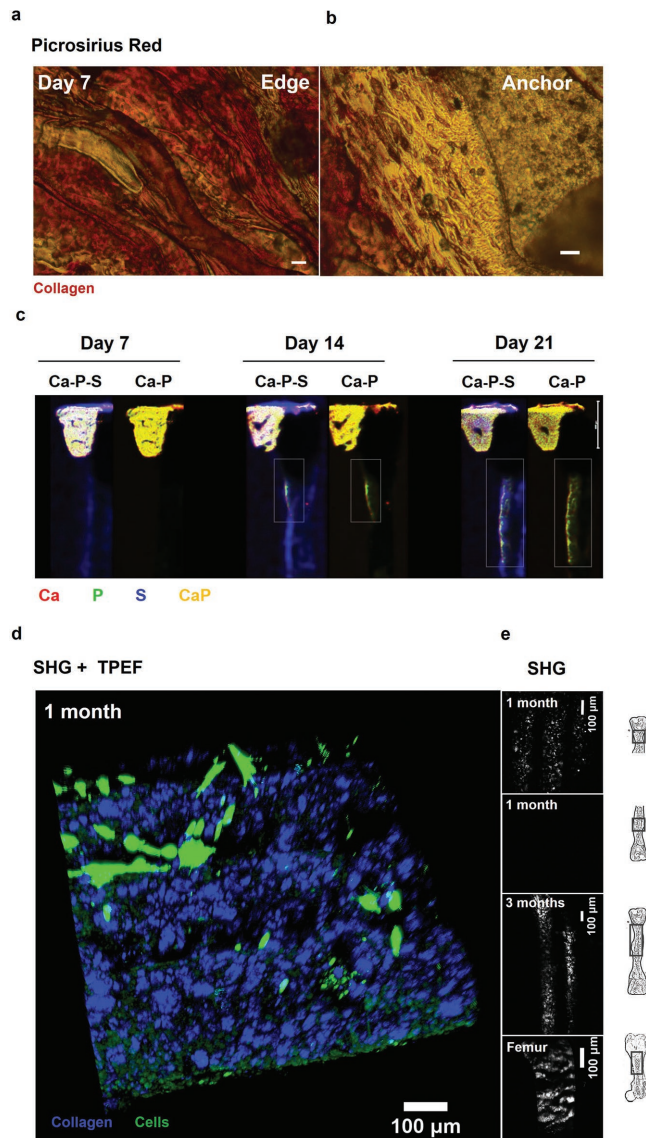 a
b
Picrosirius Red
Day 7
Edge
Anchor
Collagen
c
Day 7
Day 14
Day 21
Ca-P-S
Ca-P
Ca-P-S
Ca-P
Ca-P-S
Ca-P
Ca
P
S
CaP
d
e
SHG + TPEF
SHG
1 month
1 month
100 µm
1 month
3 months
100 µm
Femur
100 µm
Collagen
Cells
100 µm